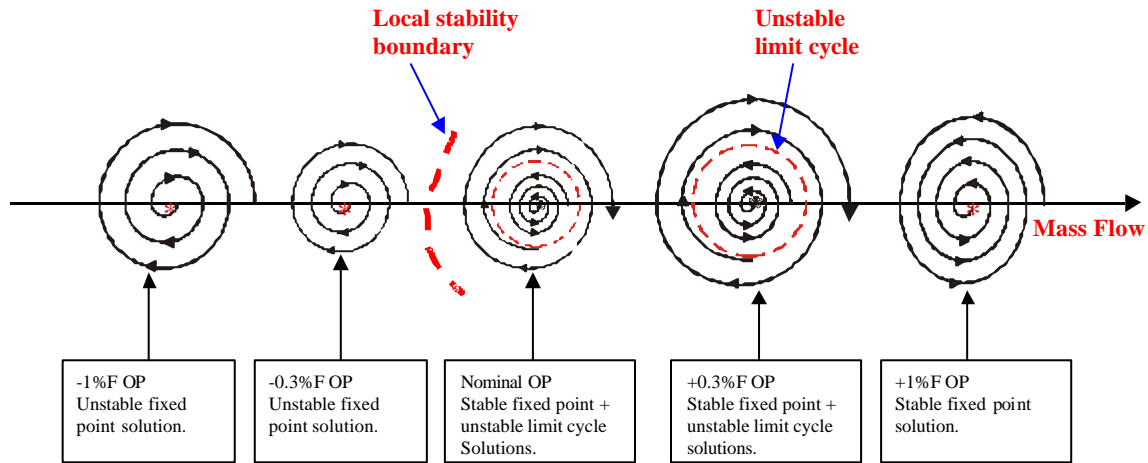 Local stability
boundary
Unstable
limit cycle
Mass Flow
-1%F OP
Unstable fixed
point solution.
-0.3%F OP
Unstable fixed
point solution.
Nominal OP
Stable fixed point +
unstable limit cycle
Solutions.
+0.3%F OP
Stable fixed point +
unstable limit cycle
solutions.
+1%F OP
Stable fixed point
solution.